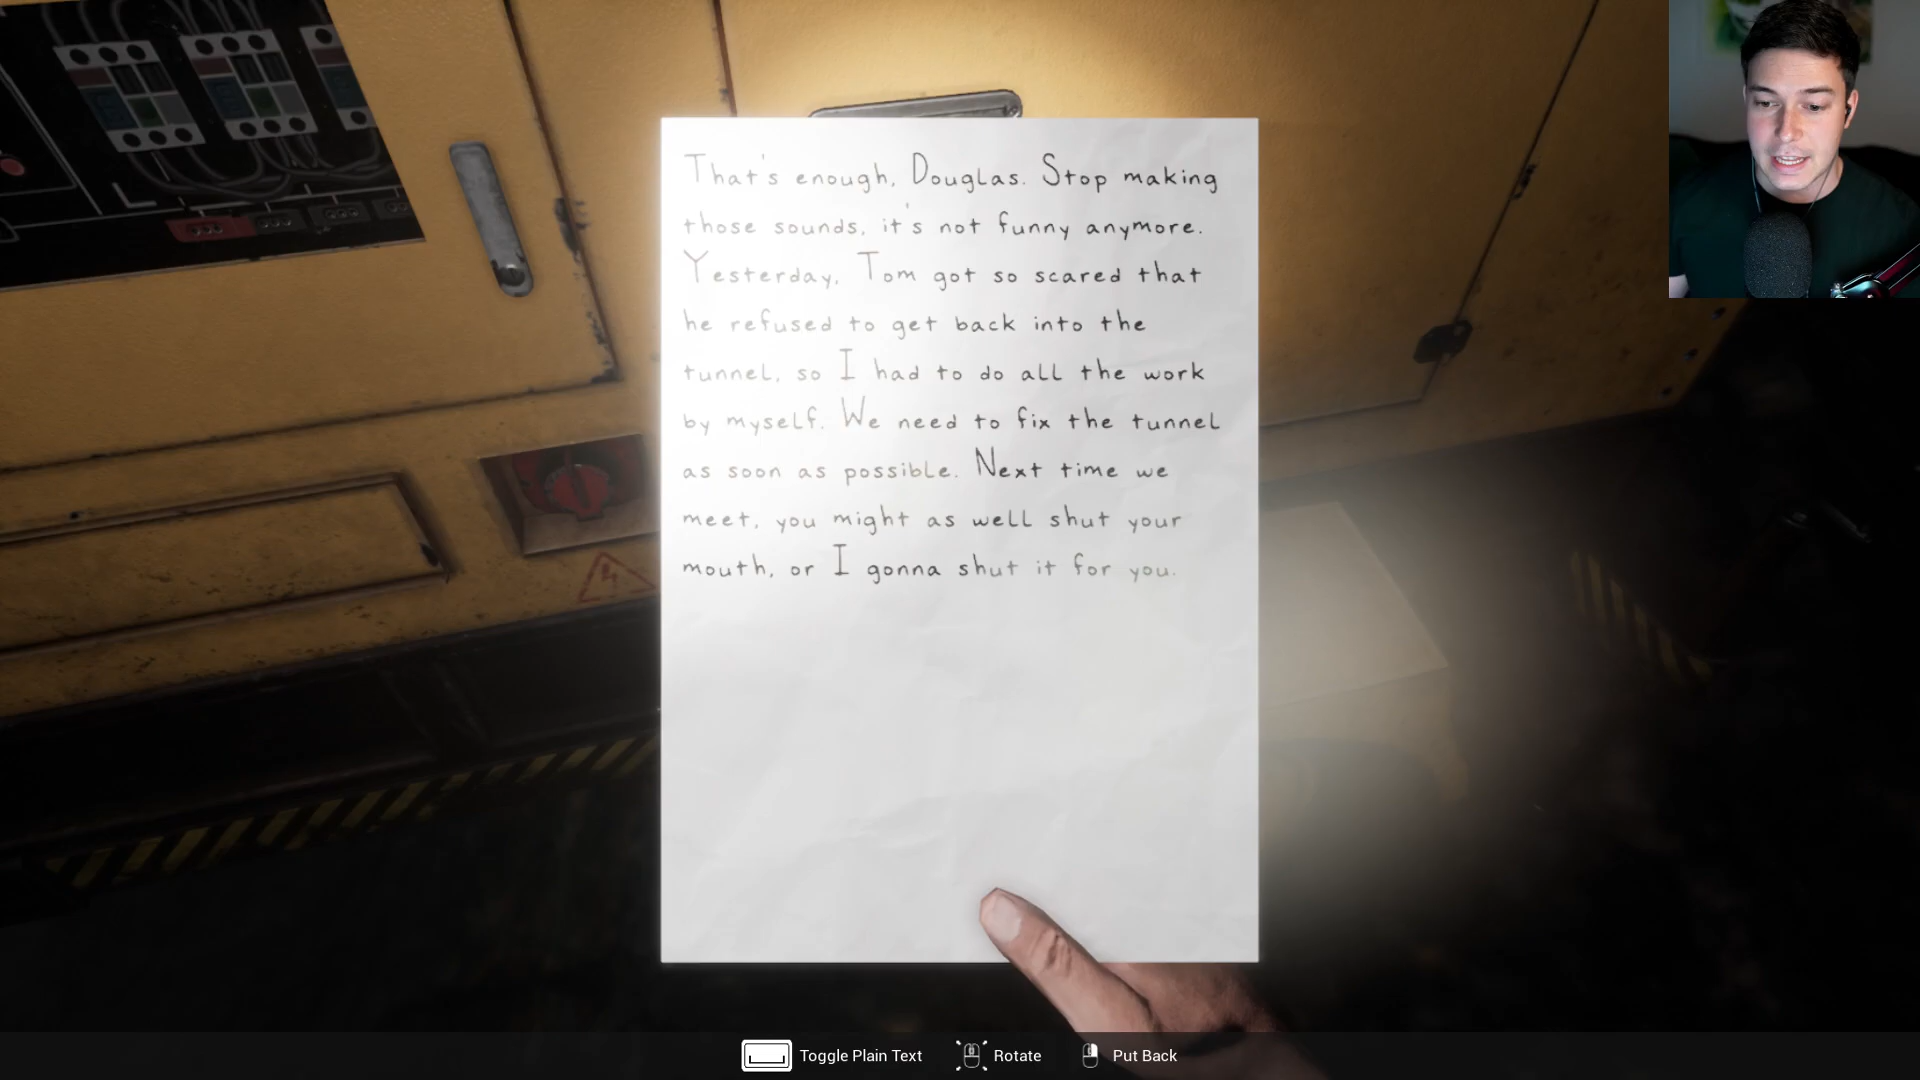 That's enough, Douglas. Stop making
those sounds, it's not funny anymore.
Yesterday, Tom got so scared that
he refused to get back into the
tunnel, so I had to do all the work
by myself. We need to fix the tunnel
as soon as possible. Next time we
meet, you might as well shut your
mouth, or I gonna shut it for you.
Toggle Plain Text Rotate Put Back